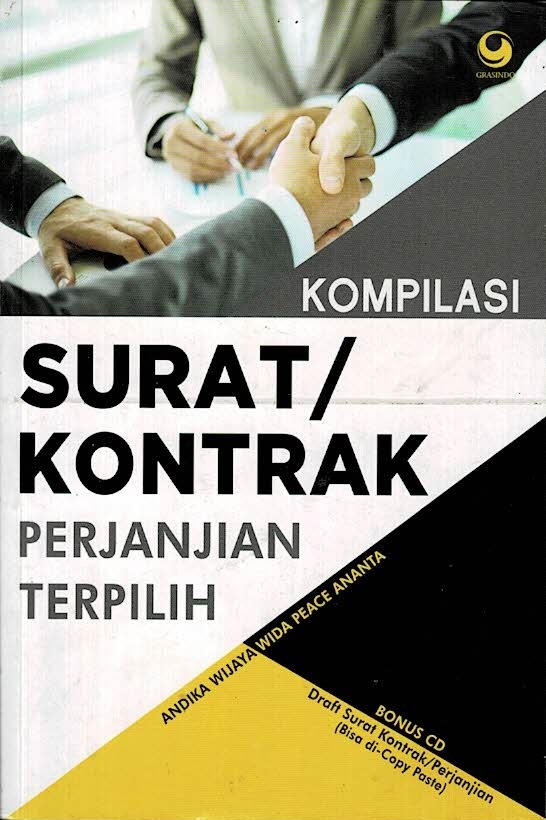 GRASINDO
KOMPILASI
SURAT/
KONTRAK
PERJANJIAN
TERPILIH
ANDIKA WIJAYA WIDA PEACE ANANTA
BONUS CD
Draft Surat Kontrak/Perjanjian
(Bisa di-Copy Paste)